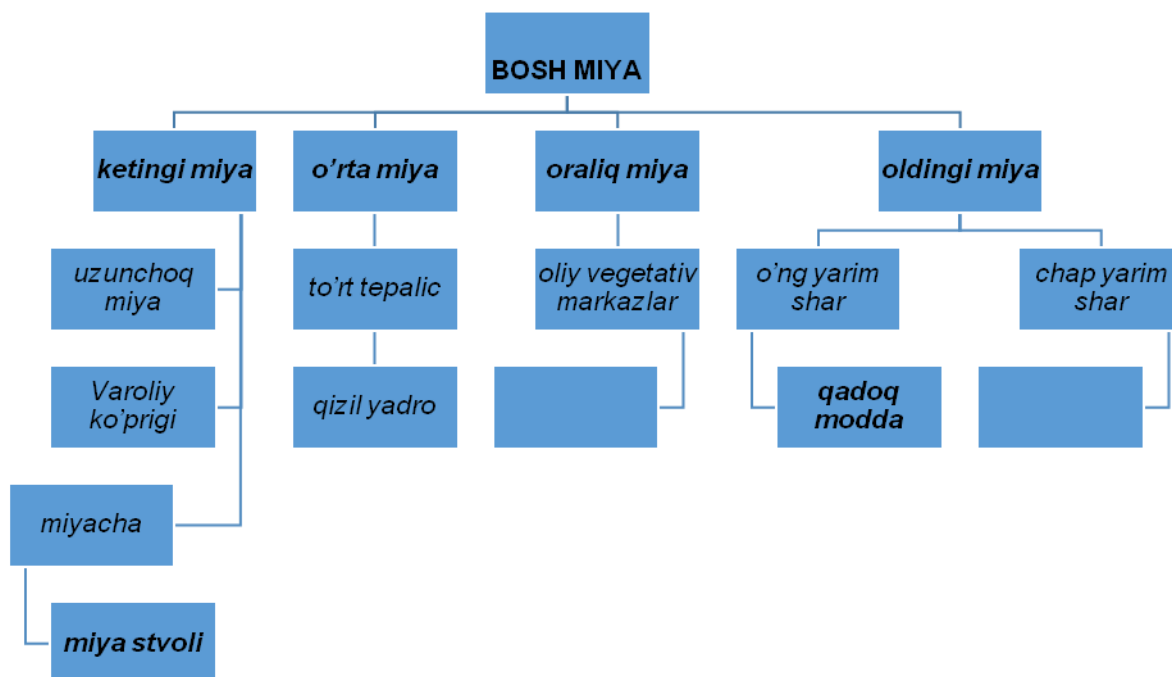 BOSH MIYA
ketingi miya
o’rta miya
oraliq miya
oldingi miya
uzunchoq
miya
to’rt tepalic
oliy vegetativ
markazlar
o’ng yarim
shar
chap yarim
shar
Varoliy
ko’prigi
qizil yadro
qadoq
modda
miyacha
miya stvoli